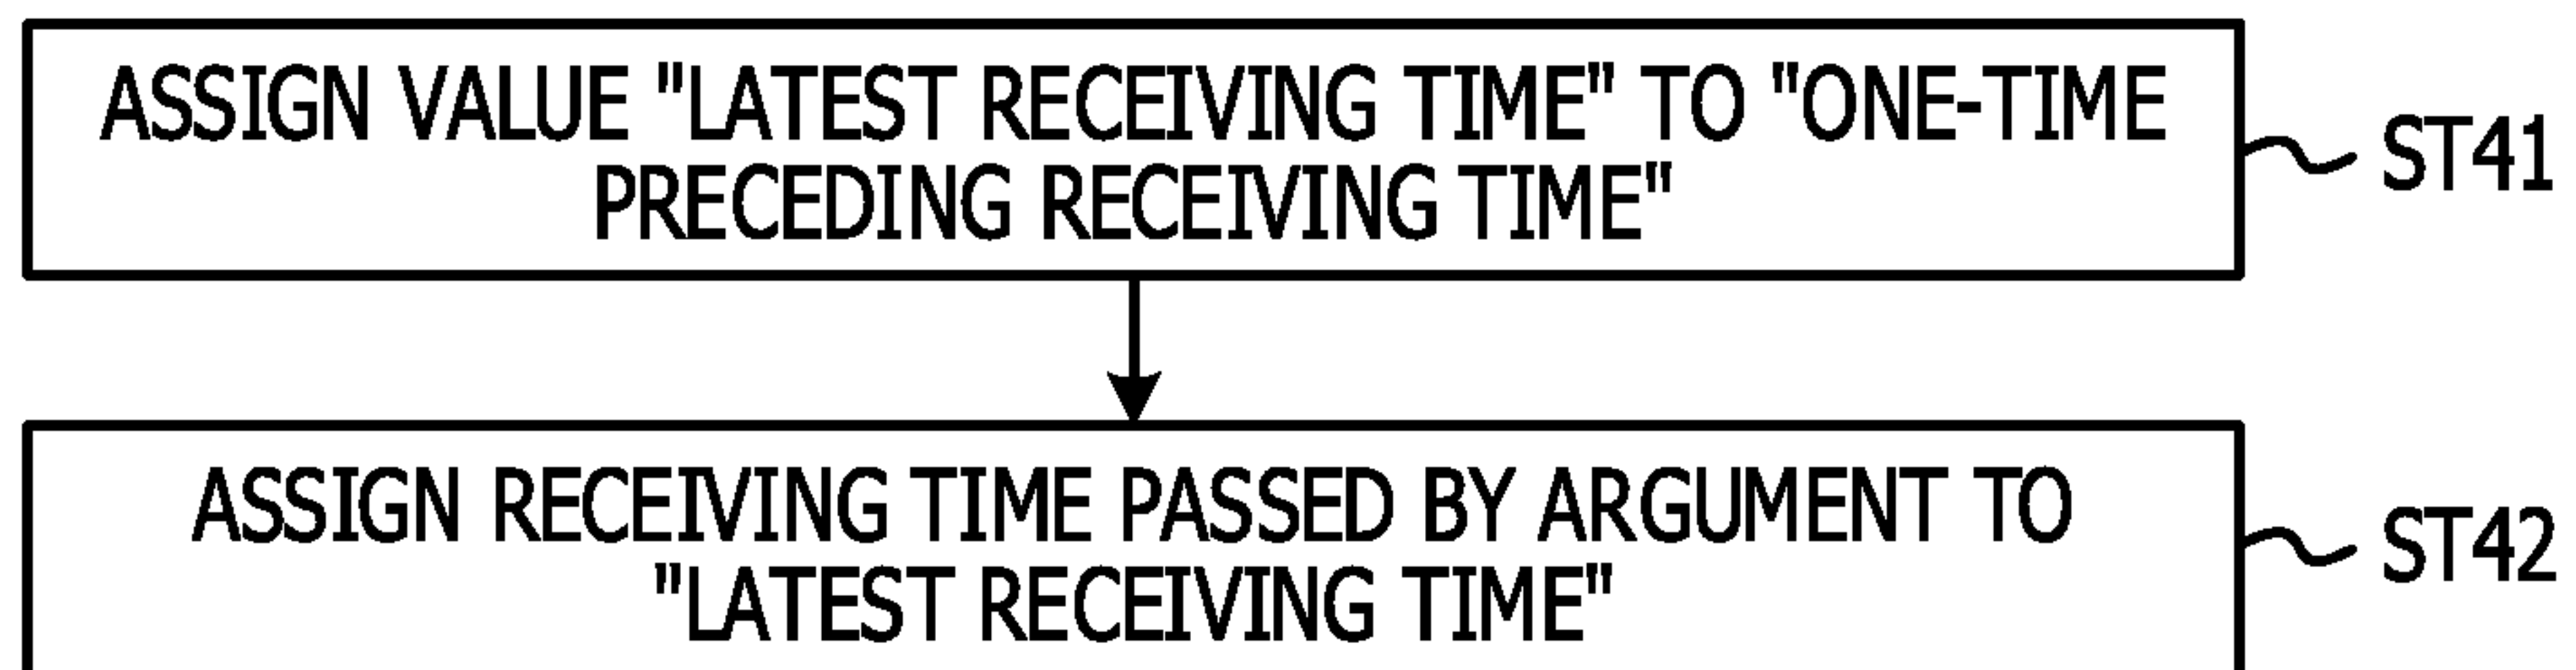 ASSIGN VALUE "LATEST RECEIVING TIME" TO "ONE-TIME
PRECEDING RECEIVING TIME"
ST41
ASSIGN RECEIVING TIME PASSED BY ARGUMENT TO
"LATEST RECEIVING TIME"
ST42